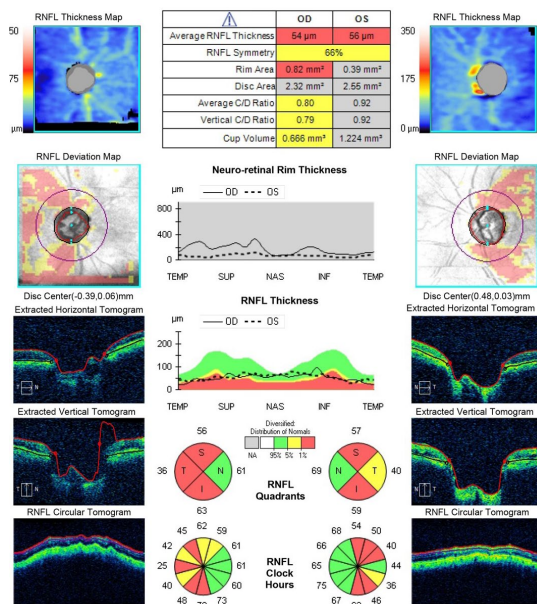 RNFL Thickness Map
50
75
µm
OD OS
Average RNFL Thickness 54 µm 56 µm
RNFL Symmetry 66%
Rim Area 0.82 mm² 0.39 mm²
Disc Area 2.32 mm² 2.55 mm²
Average C/D Ratio 0.80 0.92
Vertical C/D Ratio 0.79 0.92
Cup Volume 0.666 mm³ 1.224 mm³
RNFL Thickness Map
350
175
0 µm
RNFL Deviation Map
Neuro-retinal Rim Thickness
RNFL Deviation Map
µm OD OS
800
400
0
TEMP SUP NAS INF TEMP
Disc Center(-0.39,0.06)mm
Disc Center(0.48,0.03)mm
Extracted Horizontal Tomogram
RNFL Thickness
Extracted Horizontal Tomogram
µm OD OS
200
100
0
TEMP SUP NAS INF TEMP
T N
N T
Extracted Vertical Tomogram
Diversified:
Distribution of Normals
NA 95% 5% 1%
Extracted Vertical Tomogram
56
36 S T N I 61
63
57
69 S N T I 40
59
RNFL
Quadrants
RNFL Circular Tomogram
62
45 59
42 61
25 61
40 60
48 73
RNFL
Clock
Hours
54
68 50
66 40
65 44
75 36
67 46
RNFL Circular Tomogram